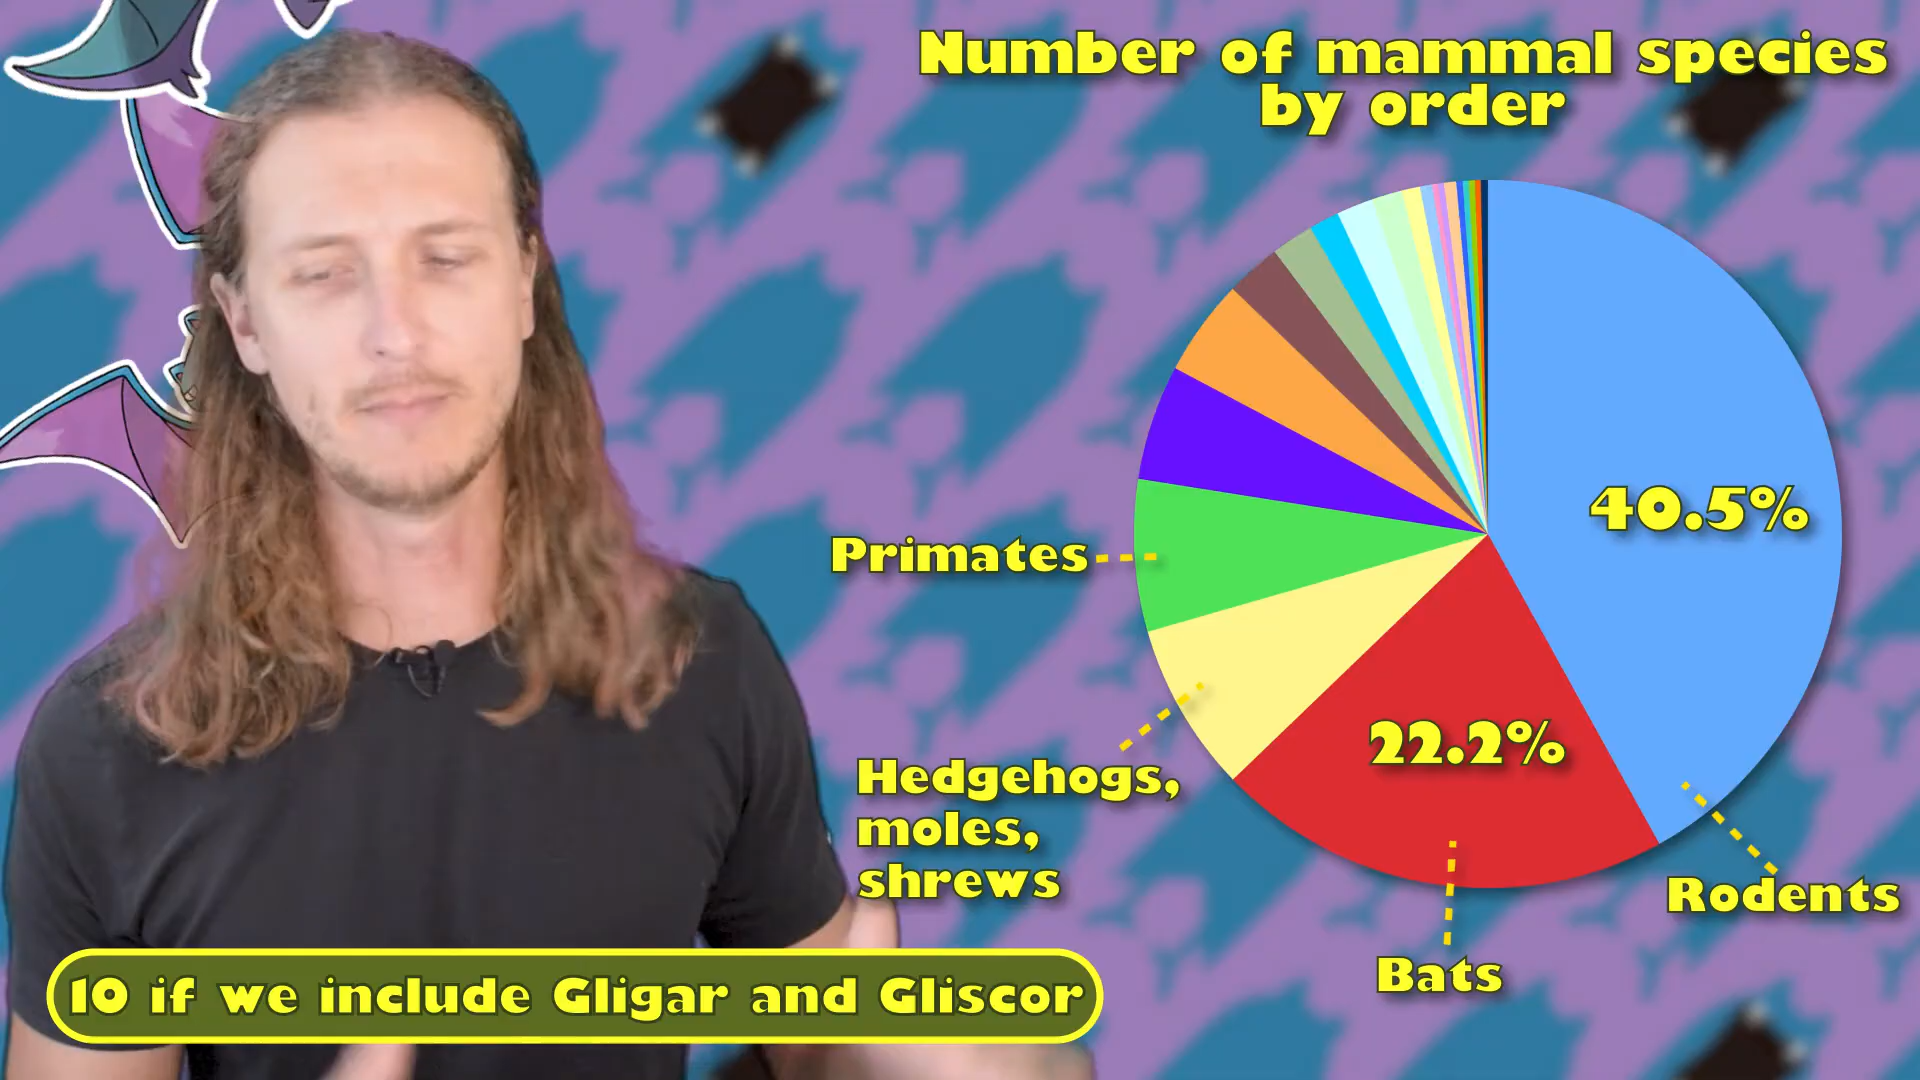 Number of mammal species
by order
40.5%
Primates
22.2%
Hedgehogs,
moles,
shrews
Rodents
Bats
10 if we include Gligar and Gliscor